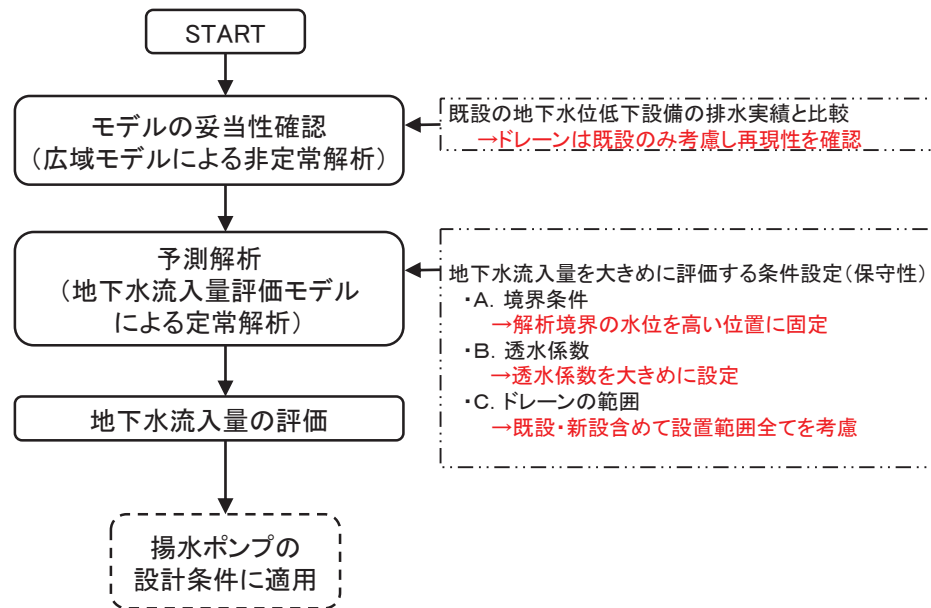 START
モデルの妥当性確認
（広域モデルによる非定常解析）
既設の地下水位低下設備の排水実績と比較
→ドレーンは既設のみ考慮し再現性を確認
予測解析
（地下水流入量評価モデル
による定常解析）
地下水流入量を大きめに評価する条件設定（保守性）
・A．境界条件
→解析境界の水位を高い位置に固定
・B．透水係数
→透水係数を大きめに設定
・C．ドレーンの範囲
→既設・新設含めて設置範囲全てを考慮
地下水流入量の評価
揚水ポンプの
設計条件に適用